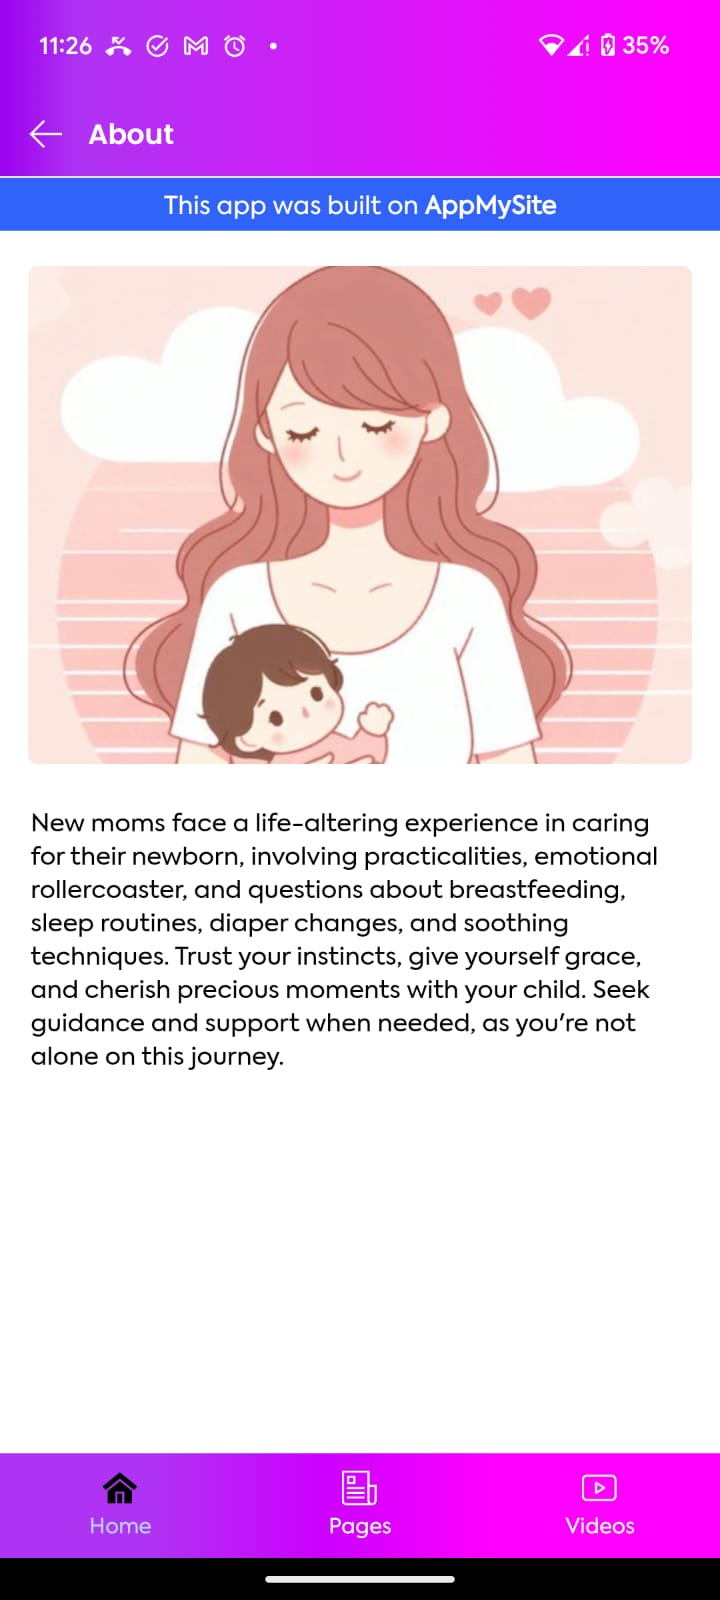 11:26 35%
About
This app was built on AppMySite
New moms face a life-altering experience in caring
for their newborn, involving practicalities, emotional
rollercoaster, and questions about breastfeeding,
sleep routines, diaper changes, and soothing
techniques. Trust your instincts, give yourself grace,
and cherish precious moments with your child. Seek
guidance and support when needed, as you're not
alone on this journey.
Home Pages Videos